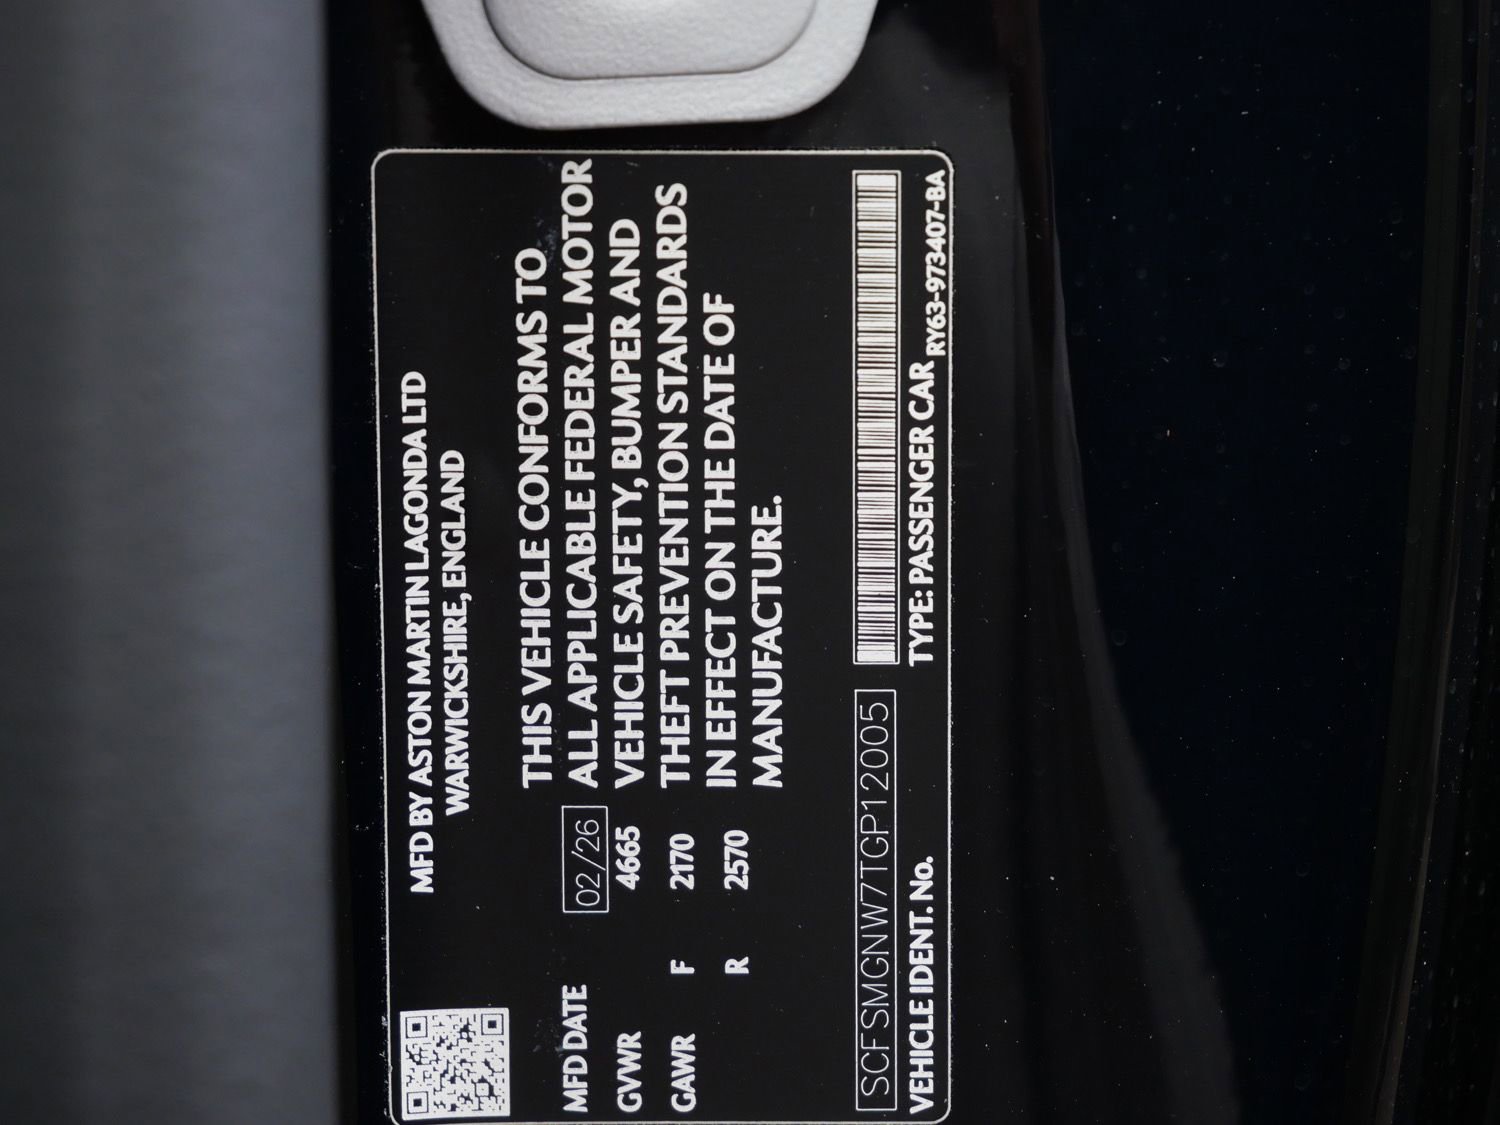 MFD BY ASTON MARTIN LAGONDA LTD
WARWICKSHIRE, ENGLAND
THIS VEHICLE CONFORMS TO
MFD DATE 02/26 ALL APPLICABLE FEDERAL MOTOR
GVWR 4665 VEHICLE SAFETY, BUMPER AND
GAWR F 2170 THEFT PREVENTION STANDARDS
R 2570 IN EFFECT ON THE DATE OF
MANUFACTURE.
SCFSMGNW7TGP12005
VEHICLE IDENT. No. TYPE: PASSENGER CAR RY63-973407-BA